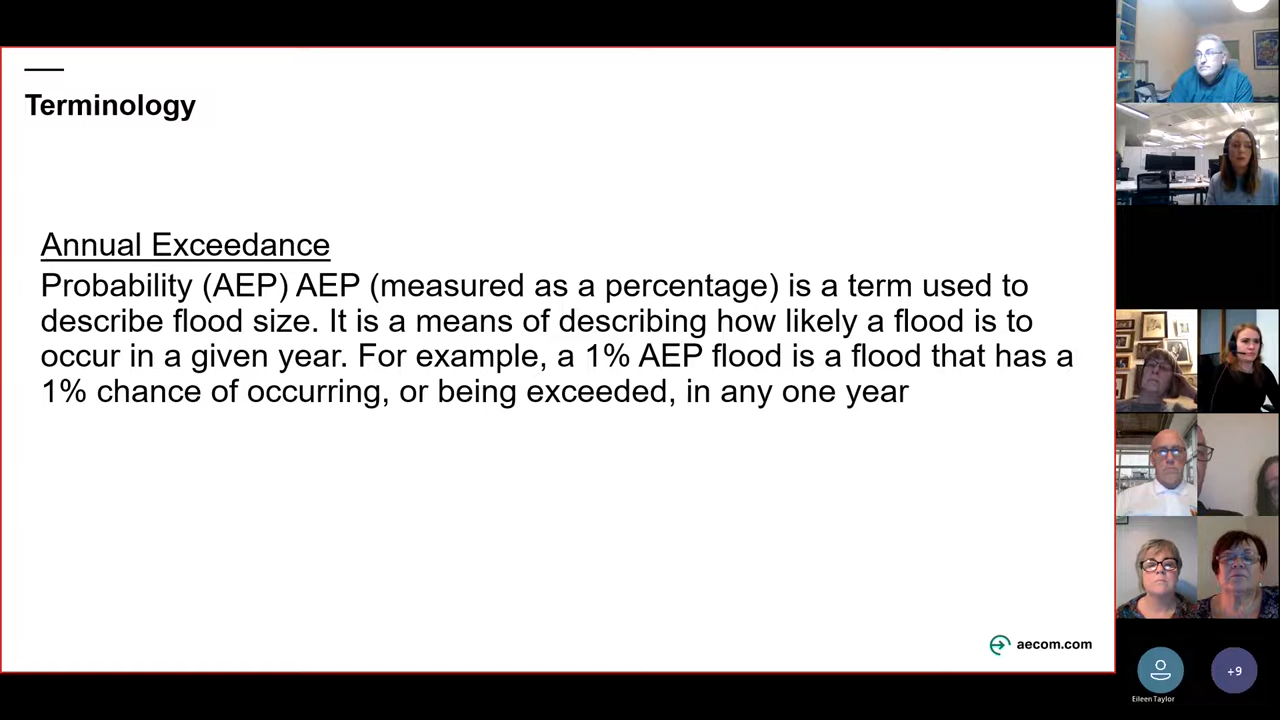 Terminology
Annual Exceedance
Probability (AEP) AEP (measured as a percentage) is a term used to
describe flood size. It is a means of describing how likely a flood is to
occur in a given year. For example, a 1% AEP flood is a flood that has a
1% chance of occurring, or being exceeded, in any one year
aecom.com
Eileen Taylor
+9